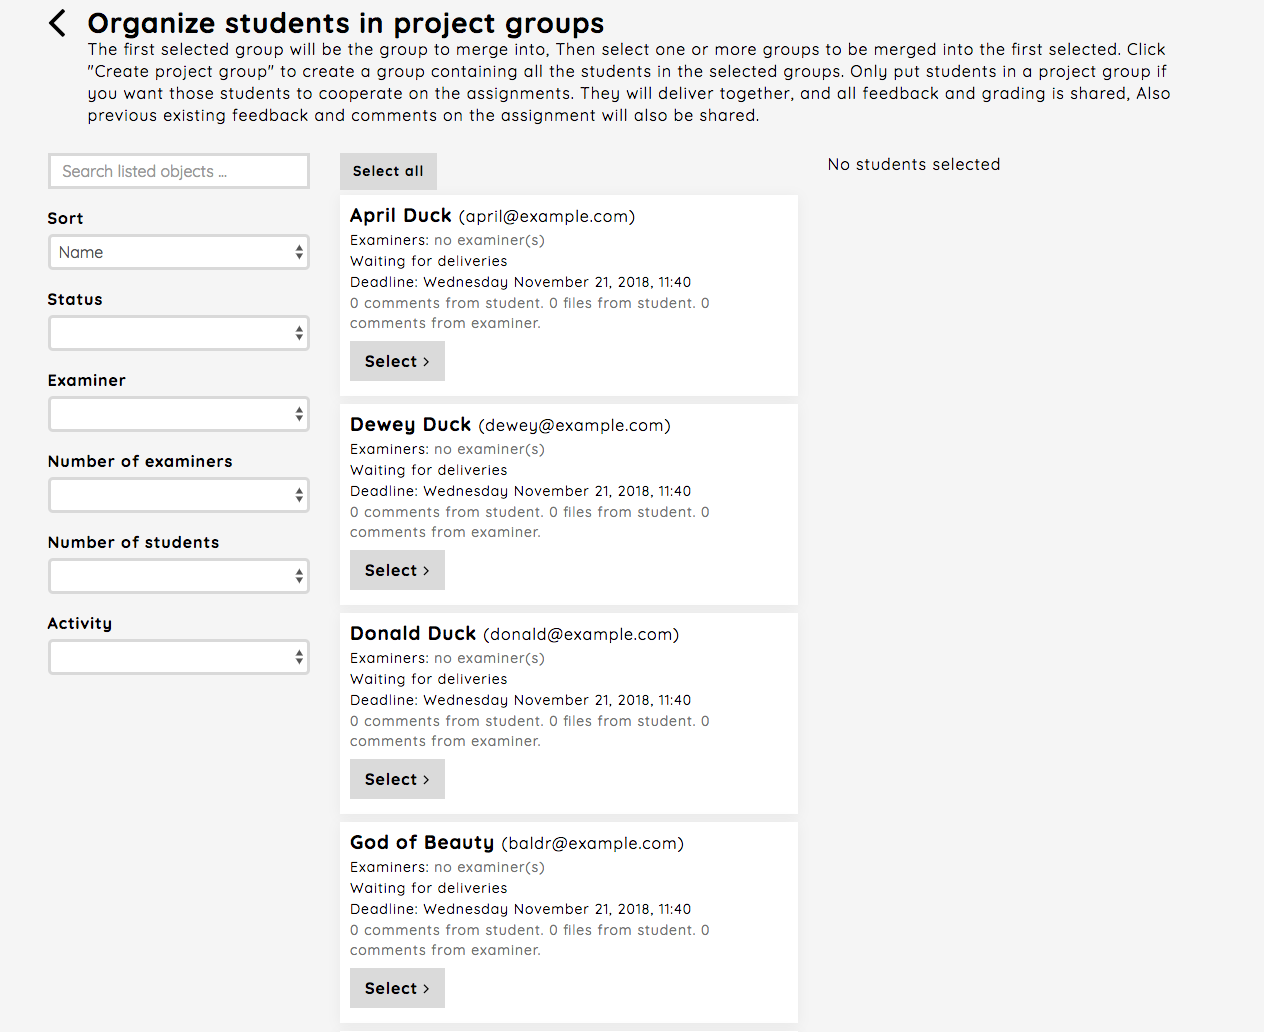 Organize students in project groups
The first selected group will be the group to merge into, Then select one or more groups to be merged into the first selected. Click
"Create project group" to create a group containing all the students in the selected groups. Only put students in a project group if
you want those students to cooperate on the assignments. They will deliver together, and all feedback and grading is shared, Also
previous existing feedback and comments on the assignment will also be shared.
Search listed objects ...
Sort
Name
Status
Examiner
Number of examiners
Number of students
Activity
Select all
April Duck (april@example.com)
Examiners: no examiner(s)
Waiting for deliveries
Deadline: Wednesday November 21, 2018, 11:40
0 comments from student. 0 files from student. 0
comments from examiner.
Select ›
Dewey Duck (dewey@example.com)
Examiners: no examiner(s)
Waiting for deliveries
Deadline: Wednesday November 21, 2018, 11:40
0 comments from student. 0 files from student. 0
comments from examiner.
Select ›
Donald Duck (donald@example.com)
Examiners: no examiner(s)
Waiting for deliveries
Deadline: Wednesday November 21, 2018, 11:40
0 comments from student. 0 files from student. 0
comments from examiner.
Select ›
God of Beauty (baldr@example.com)
Examiners: no examiner(s)
Waiting for deliveries
Deadline: Wednesday November 21, 2018, 11:40
0 comments from student. 0 files from student. 0
comments from examiner.
Select ›
No students selected